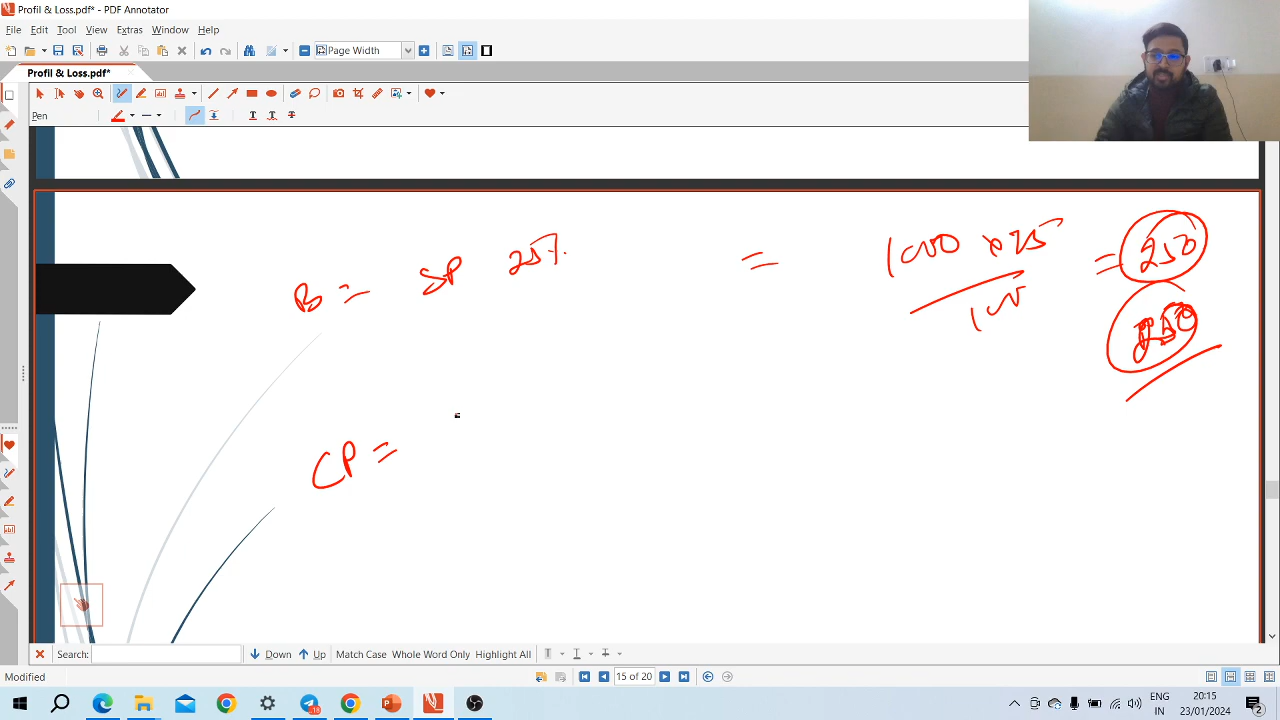 Profil & Loss.pdf* - PDF Annotator
File Edit Tool View Extras Window Help
Page Width
Profil & Loss.pdf*
Pen
B = SP 25% = 1000 x 25 = 250
100
CP =
Search: Down Up Match Case Whole Word Only Highlight All
Modified
15 of 20
18
ENG
IN
20:15
23/01/2024
2